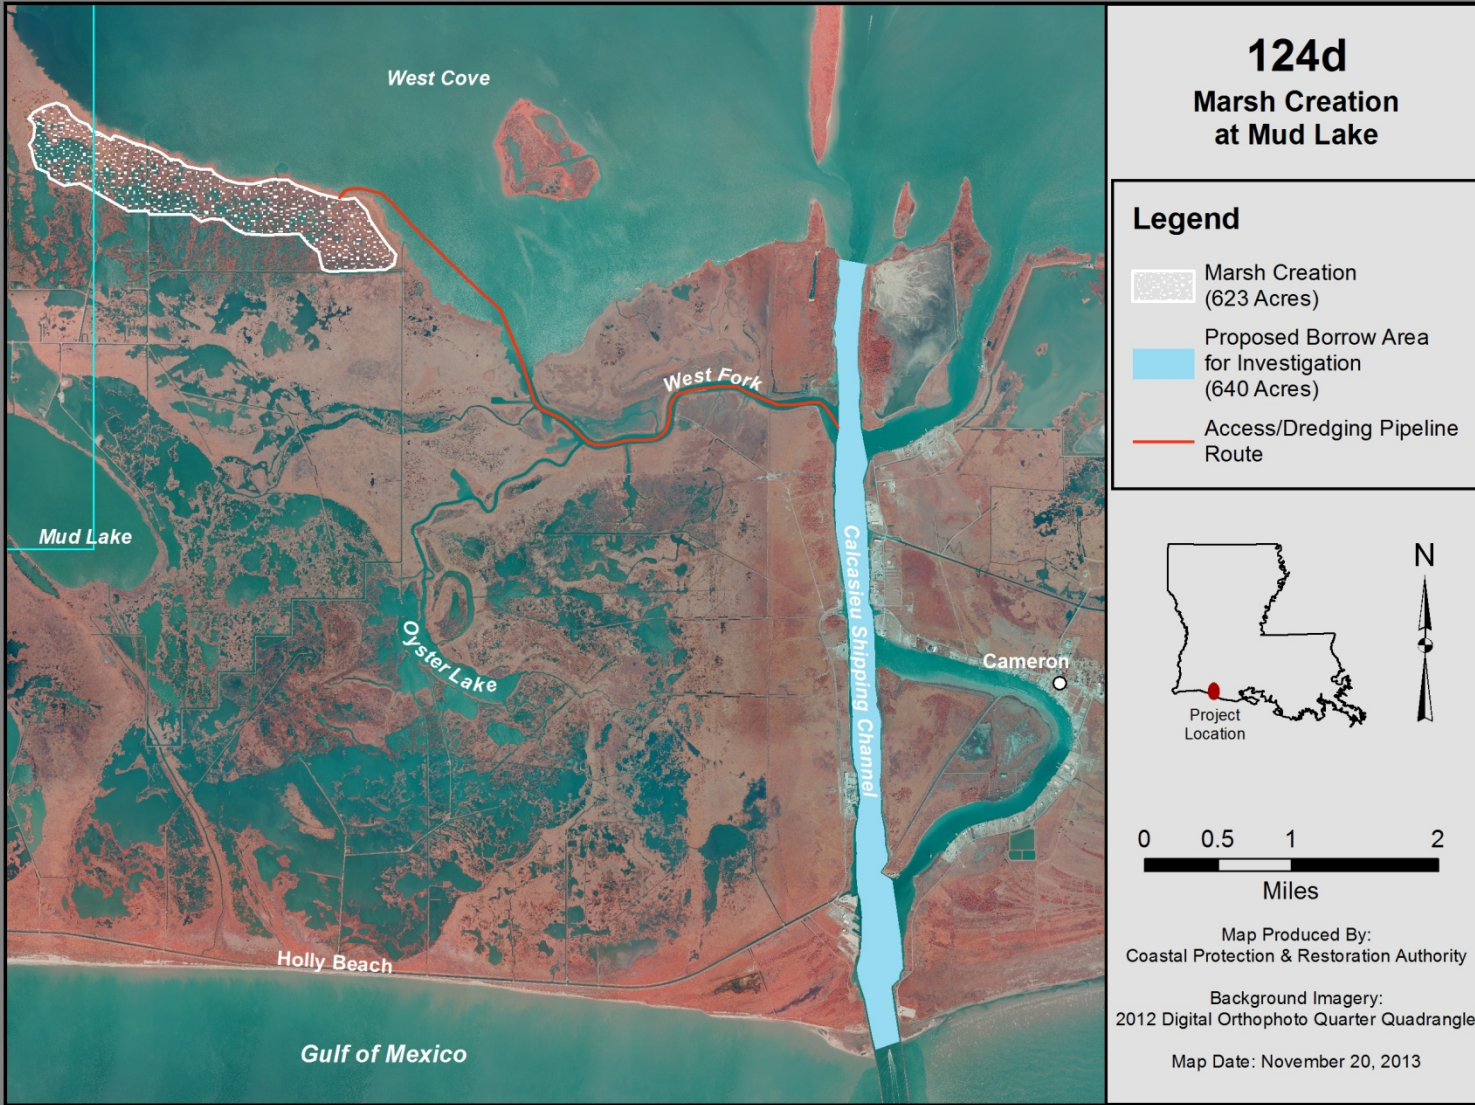 124d
Marsh Creation
at Mud Lake
Legend
Marsh Creation
(623 Acres)
Proposed Borrow Area
for Investigation
(640 Acres)
Access/Dredging Pipeline
Route
West Cove
West Fork
Mud Lake
Oyster Lake
Calcasieu Shipping Channel
Cameron
Holly Beach
Gulf of Mexico
N
Project
Location
0 0.5 1 2
Miles
Map Produced By:
Coastal Protection & Restoration Authority
Background Imagery:
2012 Digital Orthophoto Quarter Quadrangle
Map Date: November 20, 2013